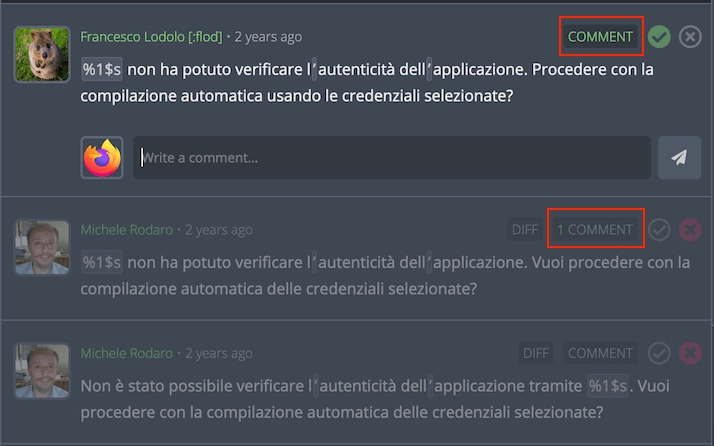 Francesco Lodolo [:flod] • 2 years ago COMMENT
%1$s non ha potuto verificare l’autenticità dell’applicazione. Procedere con la
compilazione automatica usando le credenziali selezionate?
Write a comment...
Michele Rodaro • 2 years ago DIFF 1 COMMENT
%1$s non ha potuto verificare l’autenticità dell’applicazione. Vuoi procedere con la
compilazione automatica delle credenziali selezionate?
Michele Rodaro • 2 years ago DIFF COMMENT
Non è stato possibile verificare l’autenticità dell’applicazione tramite %1$s. Vuoi
procedere con la compilazione automatica delle credenziali selezionate?